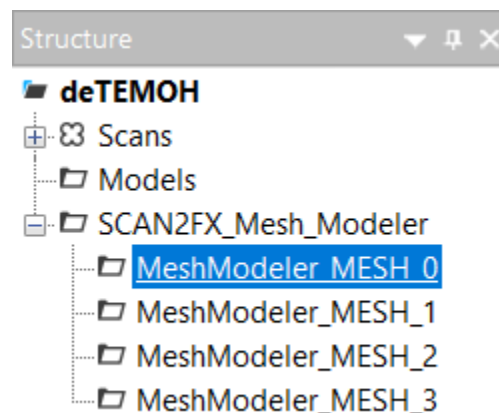 Structure
deTEMOH
Scans
Models
SCAN2FX_Mesh_Modeler
MeshModeler_MESH_0
MeshModeler_MESH_1
MeshModeler_MESH_2
MeshModeler_MESH_3